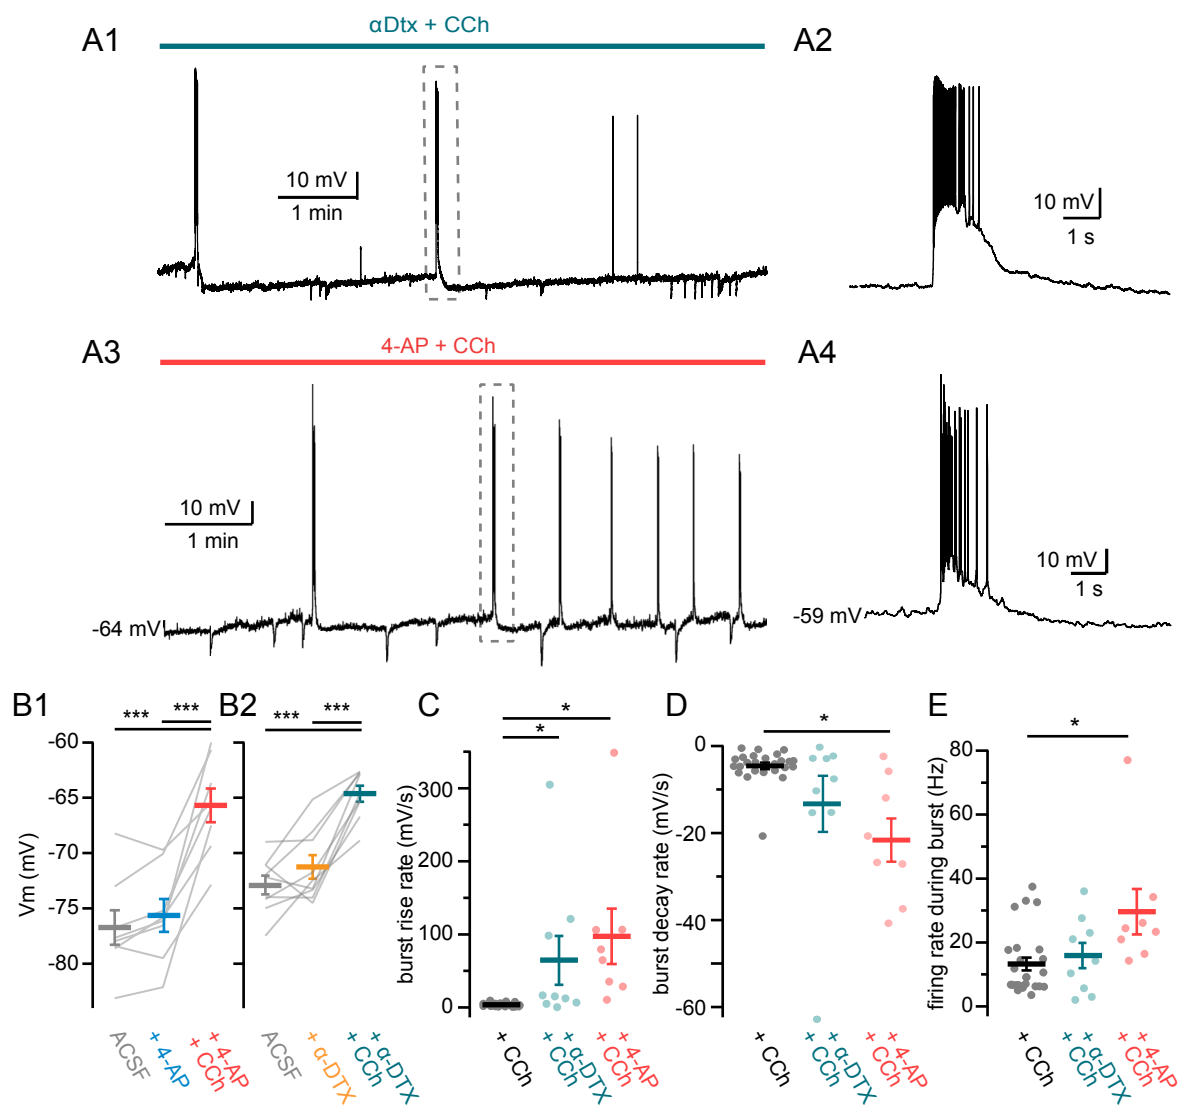 A1
αDtx + CCh
A2
10 mV
1 min
10 mV
1 s
A3
4-AP + CCh
A4
10 mV
1 min
-64 mV
10 mV
1 s
-59 mV
B1
***
***
B2
***
***
C
*
*
D
*
E
*
Vm (mV)
-60
-65
-70
-75
-80
ACSF
+ 4-AP
+ 4-AP
+ CCh
ACSF
+ α-DTX
+ α-DTX
+ CCh
burst rise rate (mV/s)
300
200
100
0
+ CCh
+ α-DTX
+ CCh
+ 4-AP
+ CCh
burst decay rate (mV/s)
0
-20
-40
-60
+ CCh
+ α-DTX
+ CCh
+ 4-AP
+ CCh
firing rate during burst (Hz)
80
60
40
20
0
+ CCh
+ α-DTX
+ CCh
+ 4-AP
+ CCh